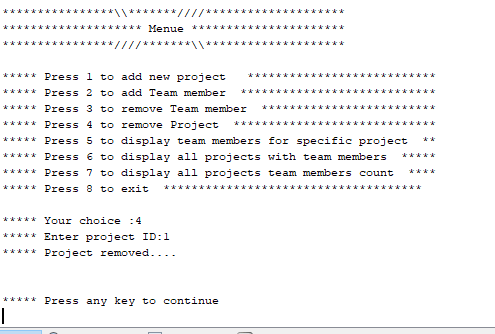 ****************\\*******////********************
******************** Menue **********************
****************////*******\\********************
***** Press 1 to add new project   ***************************
***** Press 2 to add Team member  ****************************
***** Press 3 to remove Team member  *************************
***** Press 4 to remove Project  *****************************
***** Press 5 to display team members for specific project  **
***** Press 6 to display all projects with team members  *****
***** Press 7 to display all projects team members count  ****
***** Press 8 to exit  *************************************
***** Your choice :4
***** Enter project ID:1
***** Project removed....
***** Press any key to continue